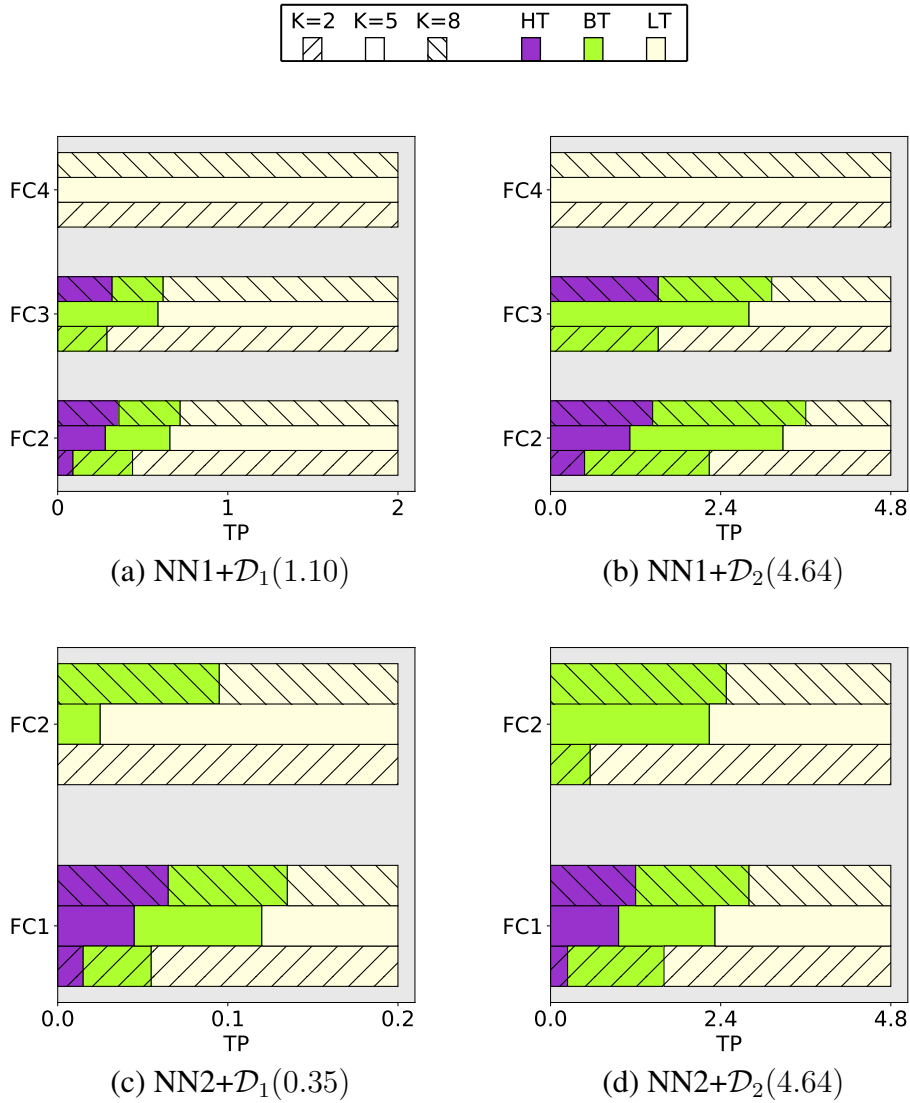 K=2 K=5 K=8 HT BT LT
FC4
FC3
FC2
0 1 2
TP
(a) NN1+𝒟₁(1.10)
FC4
FC3
FC2
0.0 2.4 4.8
TP
(b) NN1+𝒟₂(4.64)
FC2
FC1
0.0 0.1 0.2
TP
(c) NN2+𝒟₁(0.35)
FC2
FC1
0.0 2.4 4.8
TP
(d) NN2+𝒟₂(4.64)